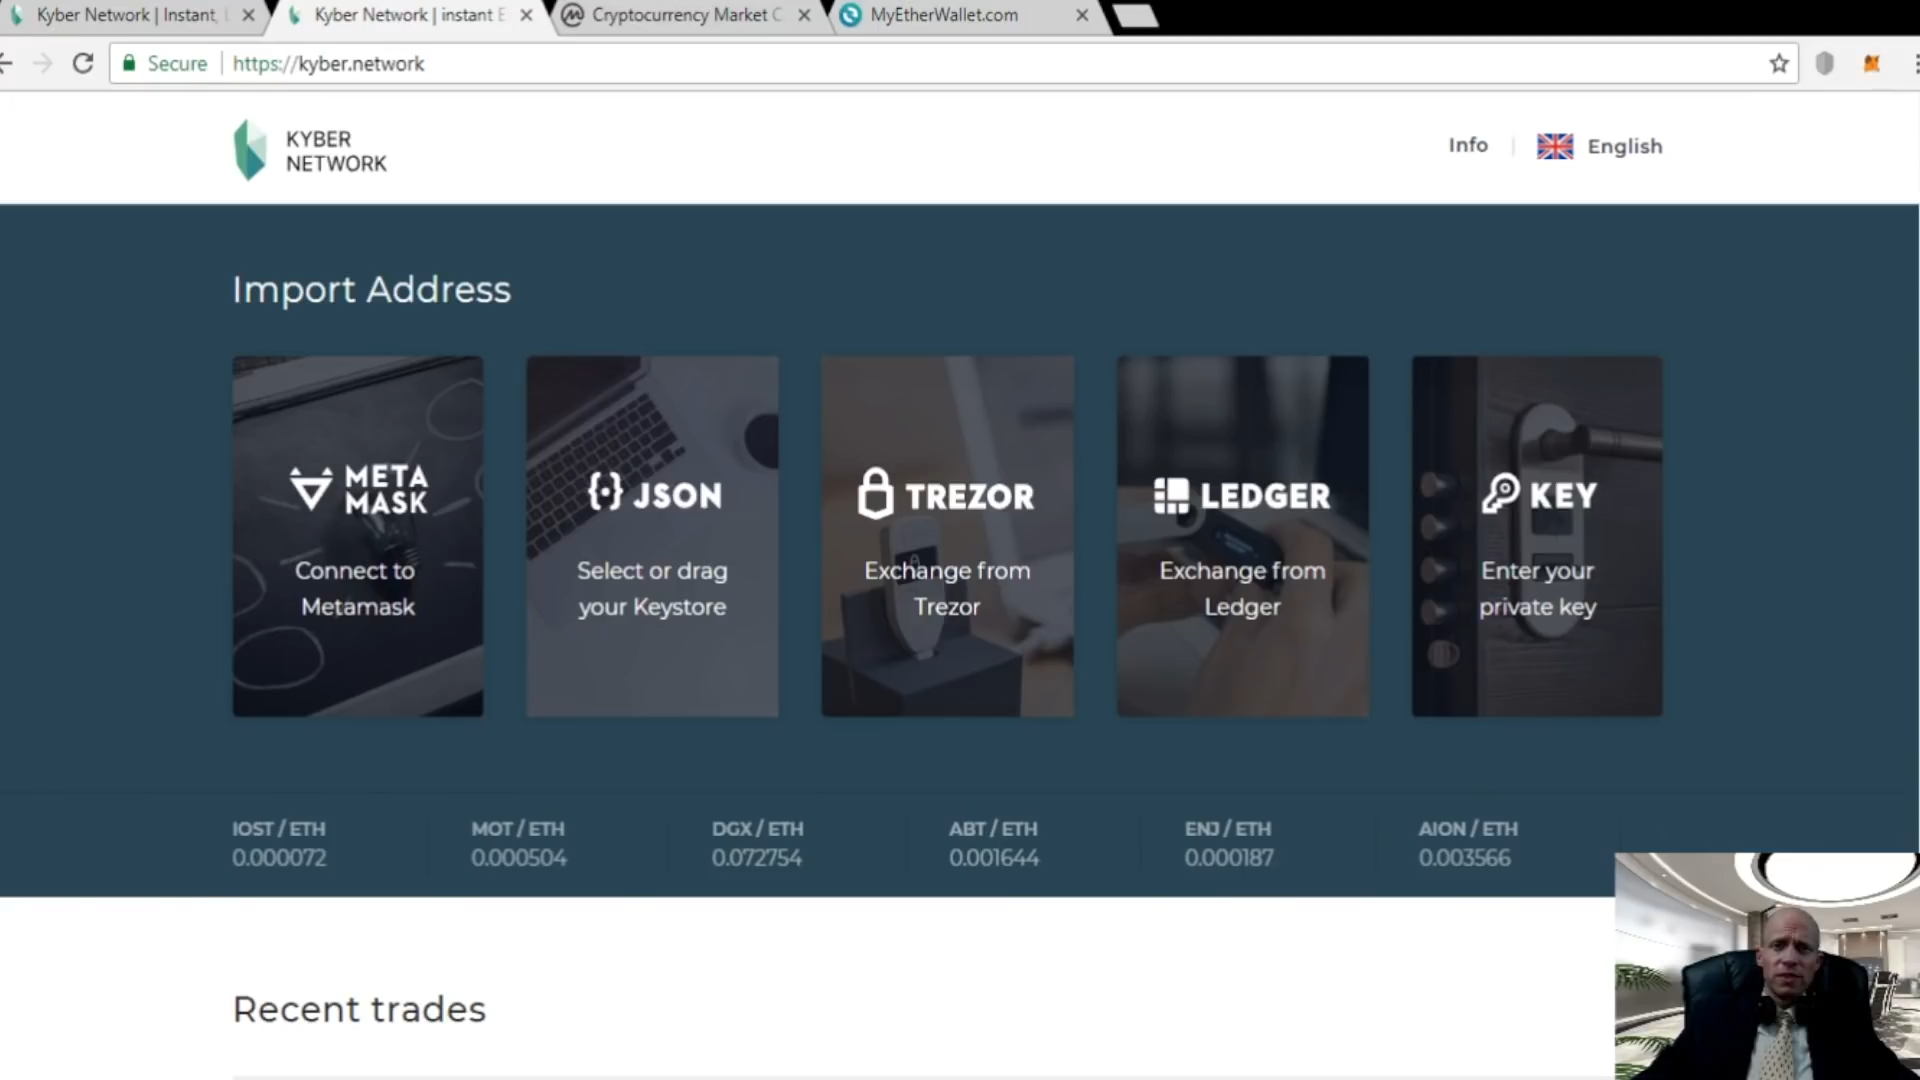 Kyber Network | Instant,
Kyber Network | instant E
Cryptocurrency Market C
MyEtherWallet.com
Secure
https://kyber.network
KYBER
NETWORK
Info
English
Import Address
META
MASK
Connect to
Metamask
{·} JSON
Select or drag
your Keystore
TREZOR
Exchange from
Trezor
LEDGER
Exchange from
Ledger
KEY
Enter your
private key
IOST / ETH
0.000072
MOT / ETH
0.000504
DGX / ETH
0.072754
ABT / ETH
0.001644
ENJ / ETH
0.000187
AION / ETH
0.003566
Recent trades